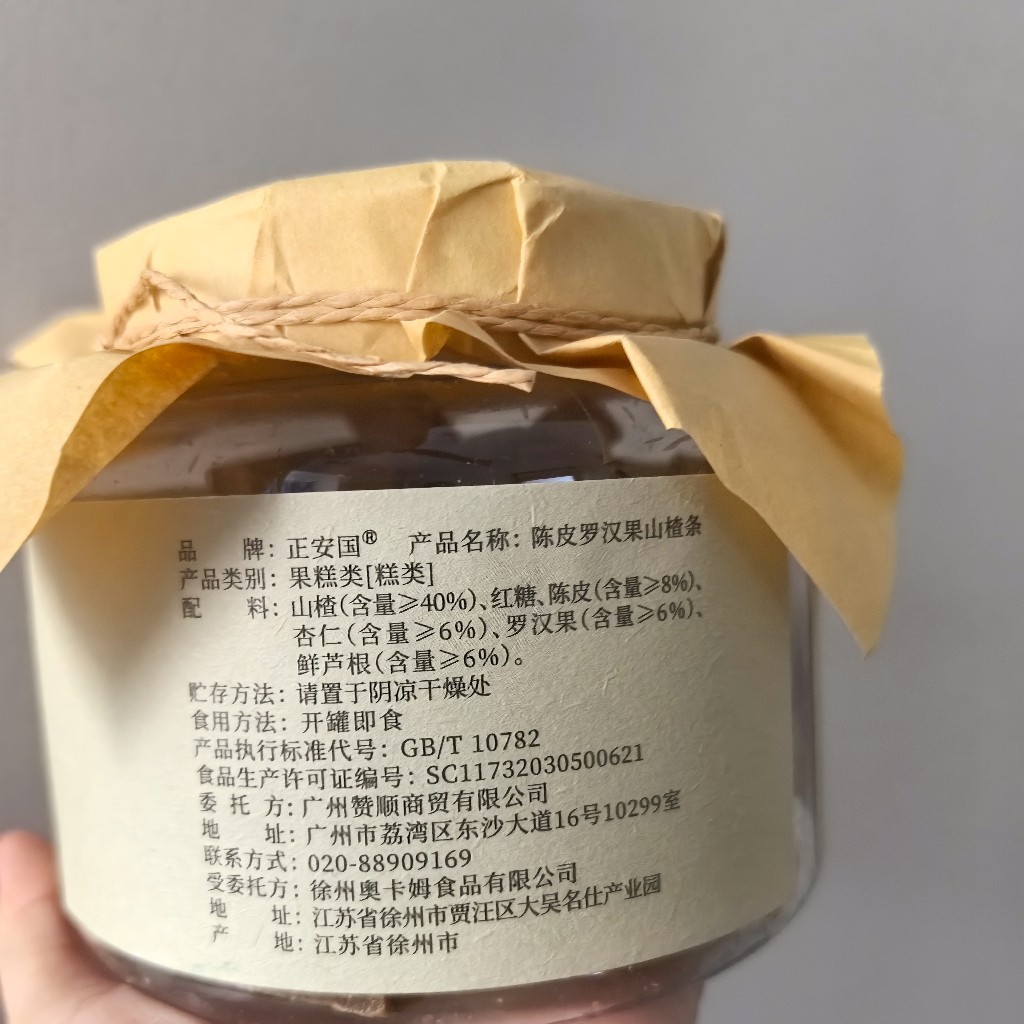 品 牌：正安国® 产品名称：陈皮罗汉果山楂条
产品类别：果糕类[糕类]
配 料：山楂(含量≥40%)、红糖、陈皮(含量≥8%)、
杏仁(含量≥6%)、罗汉果(含量≥6%)、
鲜芦根(含量≥6%)。
贮存方法：请置于阴凉干燥处
食用方法：开罐即食
产品执行标准代号：GB/T 10782
食品生产许可证编号：SC11732030500621
委 托 方：广州赞顺商贸有限公司
地 址：广州市荔湾区东沙大道16号10299室
联系方式：020-88909169
受委托方：徐州奥卡姆食品有限公司
地 址：江苏省徐州市贾汪区大吴名仕产业园
产 地：江苏省徐州市